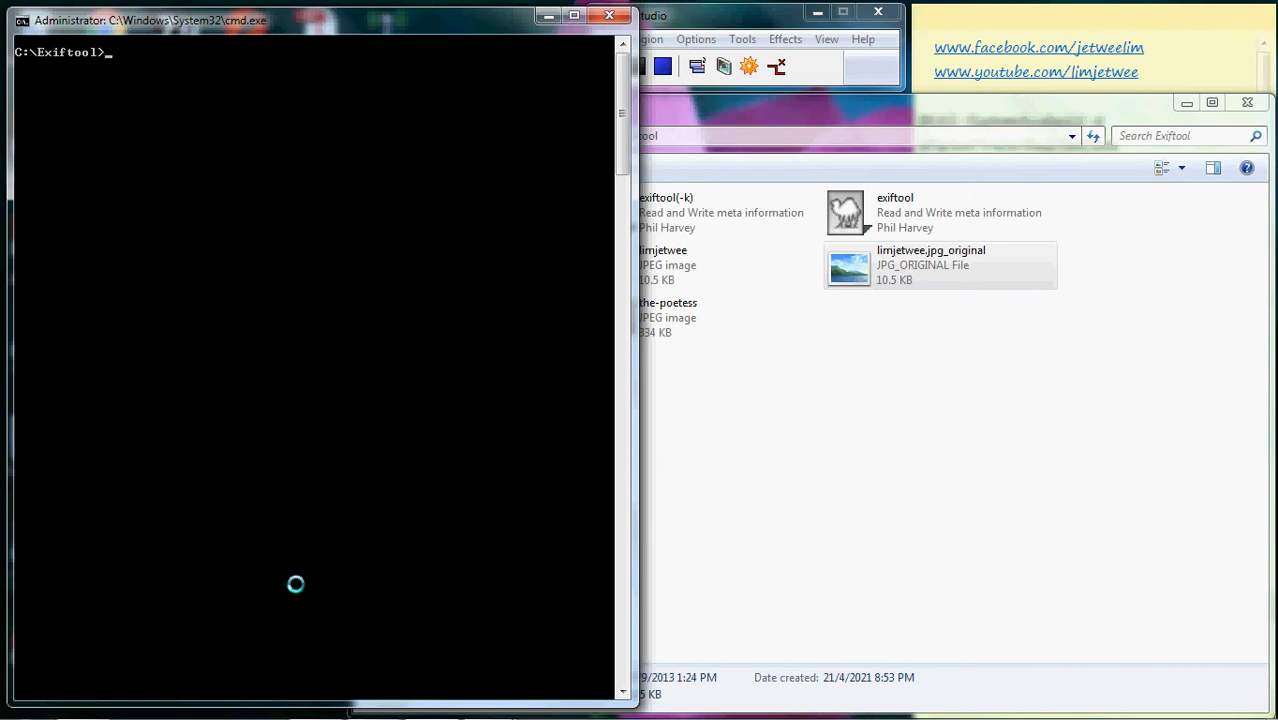 Administrator: C:\Windows\System32\cmd.exe
C:\Exiftool>_
tudio
gion Options Tools Effects View Help
www.facebook.com/jetweelim
www.youtube.com/limjetwee
tool
Search Exiftool
exiftool(-k)
Read and Write meta information
Phil Harvey
exiftool
Read and Write meta information
Phil Harvey
limjetwee
JPEG image
10.5 KB
limjetwee.jpg_original
JPG_ORIGINAL File
10.5 KB
the-poetess
JPEG image
334 KB
9/2013 1:24 PM Date created: 21/4/2021 8:53 PM
5 KB